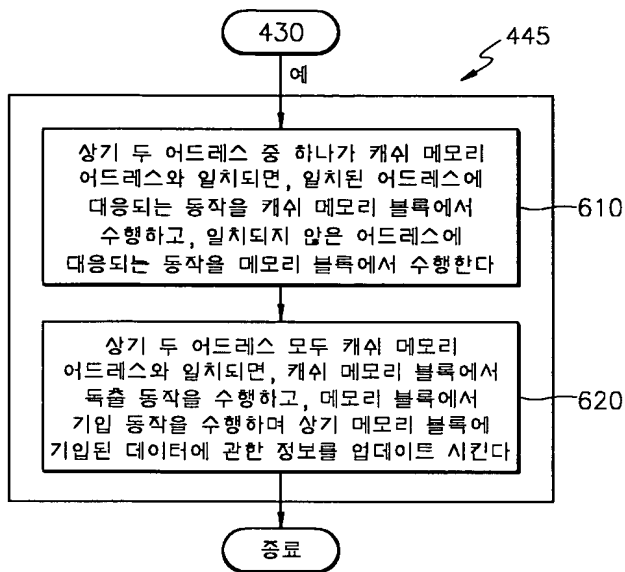 430
445
예
상기 두 어드레스 중 하나가 캐쉬 메모리
어드레스와 일치되면, 일치된 어드레스에
대응되는 동작을 캐쉬 메모리 블록에서
수행하고, 일치되지 않은 어드레스에
대응되는 동작을 메모리 블록에서 수행한다
610
상기 두 어드레스 모두 캐쉬 메모리
어드레스와 일치되면, 캐쉬 메모리 블록에서
독출 동작을 수행하고, 메모리 블록에서
기입 동작을 수행하며 상기 메모리 블록에
기입된 데이터에 관한 정보를 업데이트 시킨다
620
종료